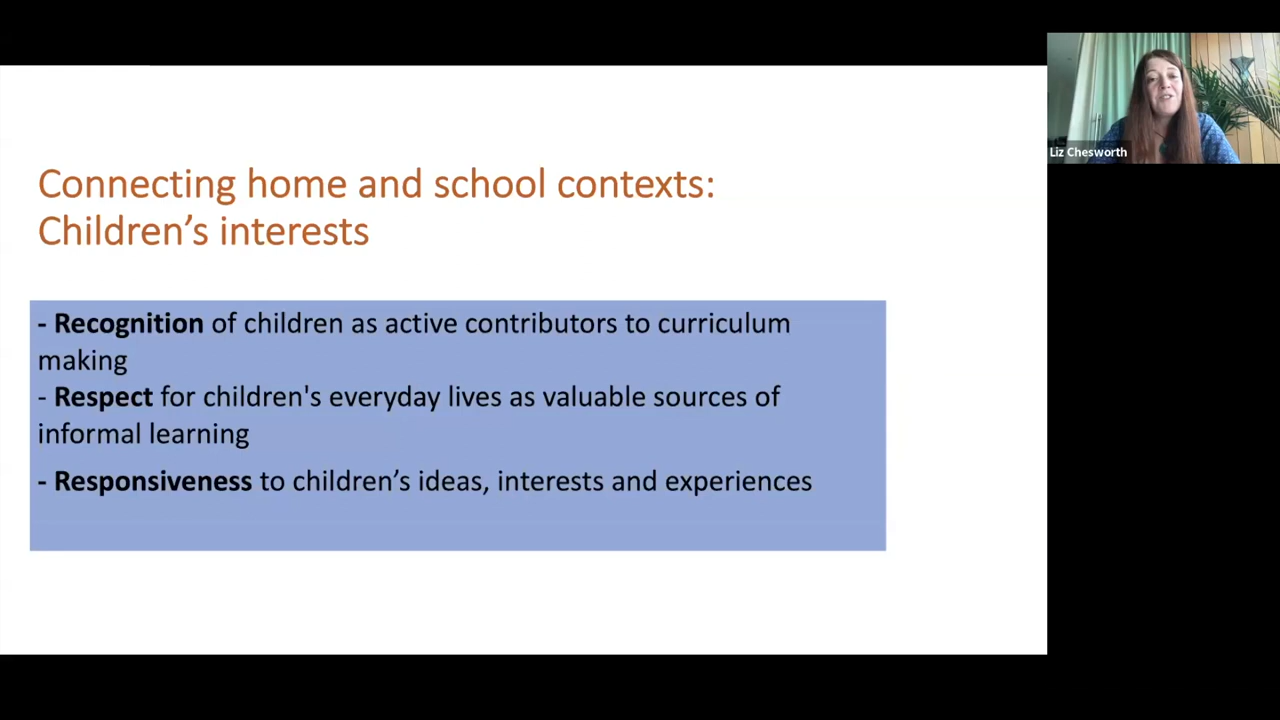 Connecting home and school contexts:
Children’s interests
- Recognition of children as active contributors to curriculum
making
- Respect for children's everyday lives as valuable sources of
informal learning
- Responsiveness to children’s ideas, interests and experiences
Liz Chesworth